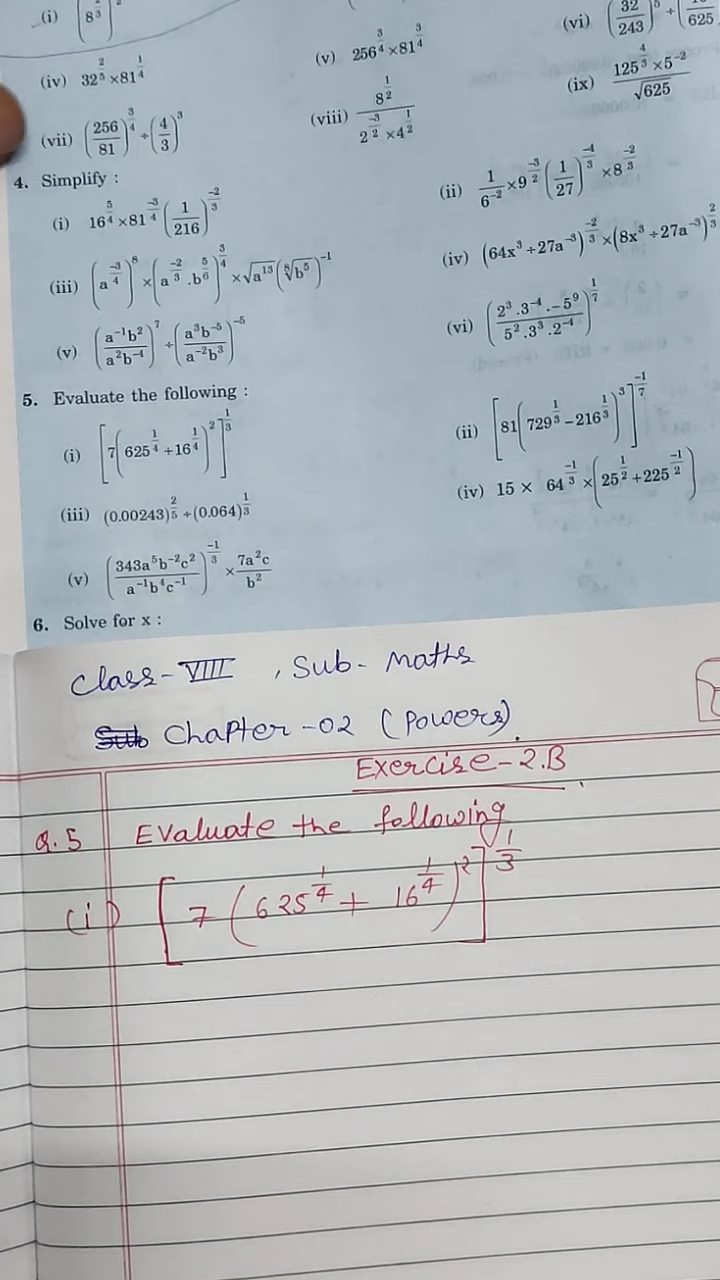 (i) (8
(iv) 32^(2/5) × 81^(1/4)
(v) 256^(3/4) × 81^(3/4)
(vi) (32/243)^5 ÷ ( /625
(vii) (256/81)^(3/4) ÷ (4/3)^3
(viii) 8^(1/2) / (2^(-3/2) × 4^(1/2))
(ix) (125^(4/3) × 5^-2) / √625
4. Simplify :
(i) 16^(5/4) × 81^(-3/4) (1/216)^(-2/3)
(ii) 1/6^-2 × 9^(-3/2) (1/27)^(-4/3) × 8^(-2/3)
(iii) (a^(-3/4))^8 × (a^(-2/3) . b^(5/6))^(3/4) × √a^13 (⁸√b^5)^-1
(iv) (64x^3 ÷ 27a^-3)^(-2/3) × (8x^3 ÷ 27a^-3)^(2/3)
(v) (a^-1 b^2 / a^2 b^-4)^7 ÷ (a^3 b^-5 / a^-2 b^3)^-5
(vi) (2^3 . 3^-4 . -5^9 / 5^2 . 3^3 . 2^-4)^(1/7)
5. Evaluate the following :
(i) [7(625^(1/4) + 16^(1/4))^2]^(1/3)
(ii) [81(729^(1/3) - 216^(1/3))^3]^(-1/7)
(iii) (0.00243)^(2/5) ÷ (0.064)^(1/3)
(iv) 15 × 64^(-1/3) × (25^(1/2) + 225^(-1/2))
(v) (343a^5 b^-2 c^2 / a^-1 b^4 c^-1)^(-1/3) × 7a^2 c / b^2
6. Solve for x :
Class - VIII , Sub - Maths
Chapter - 02 (Powers).
Exercise - 2.B
Q.5 Evaluate the following
(i) [7(625^(1/4) + 16^(1/4))^2]^(1/3)